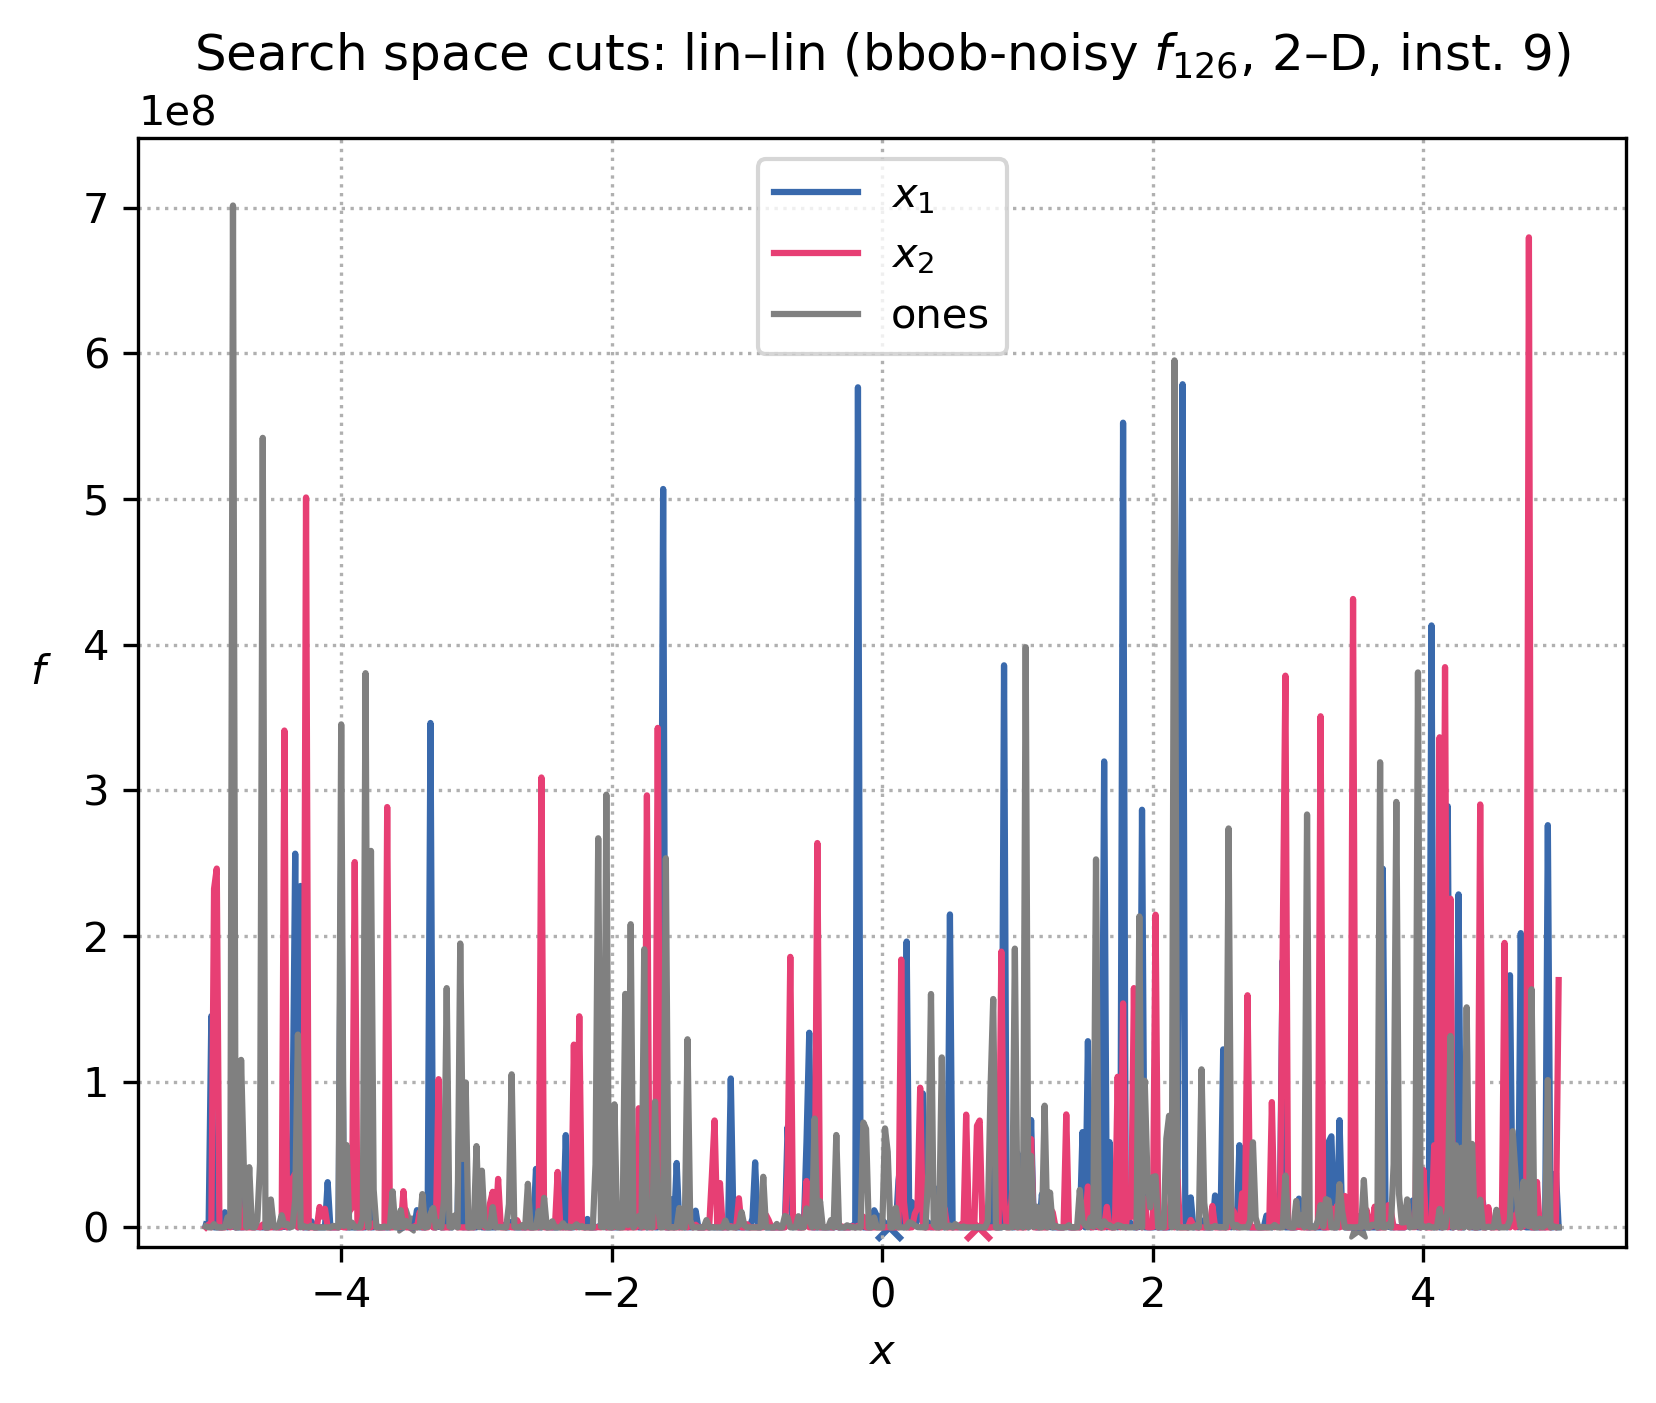 Search space cuts: lin–lin (bbob-noisy f₁₂₆, 2–D, inst. 9)
1e8
x₁
x₂
ones
7
6
5
4
3
2
1
0
f
−4
−2
0
2
4
x